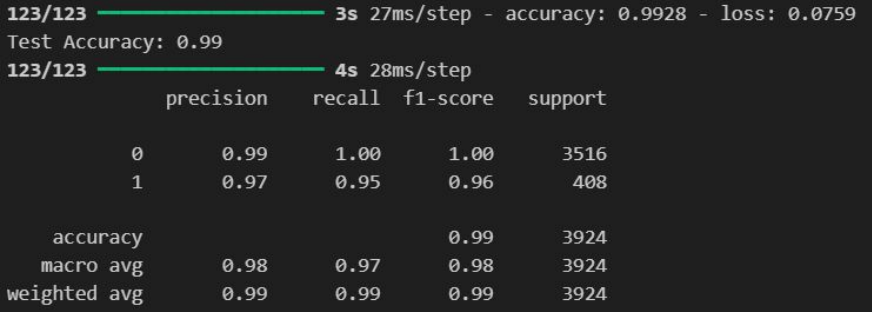 123/123 ━━━━━━━━━━━━━━━━━━━━ 3s 27ms/step - accuracy: 0.9928 - loss: 0.0759
Test Accuracy: 0.99
123/123 ━━━━━━━━━━━━━━━━━━━━ 4s 28ms/step
precision recall f1-score support
0 0.99 1.00 1.00 3516
1 0.97 0.95 0.96 408
accuracy 0.99 3924
macro avg 0.98 0.97 0.98 3924
weighted avg 0.99 0.99 0.99 3924